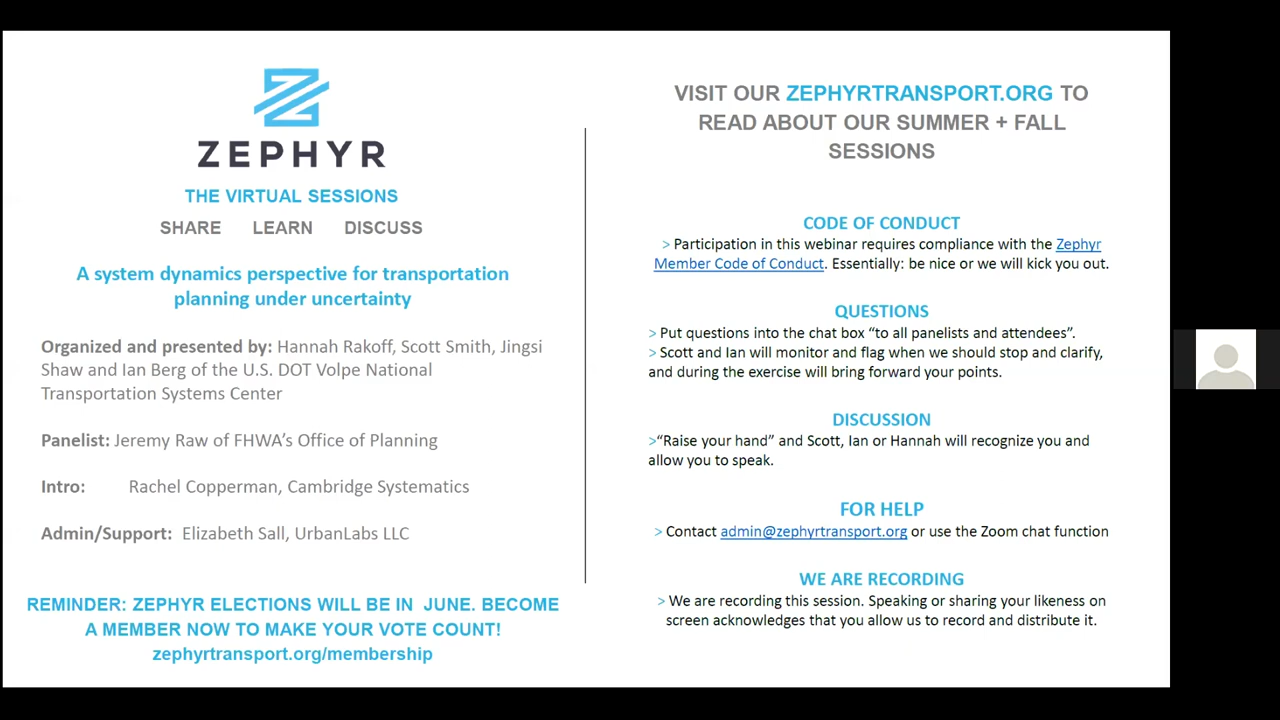 ZEPHYR
THE VIRTUAL SESSIONS
SHARE LEARN DISCUSS
A system dynamics perspective for transportation
planning under uncertainty
Organized and presented by: Hannah Rakoff, Scott Smith, Jingsi
Shaw and Ian Berg of the U.S. DOT Volpe National
Transportation Systems Center
Panelist: Jeremy Raw of FHWA’s Office of Planning
Intro: Rachel Copperman, Cambridge Systematics
Admin/Support: Elizabeth Sall, UrbanLabs LLC
REMINDER: ZEPHYR ELECTIONS WILL BE IN JUNE. BECOME
A MEMBER NOW TO MAKE YOUR VOTE COUNT!
zephyrtransport.org/membership
VISIT OUR ZEPHYRTRANSPORT.ORG TO
READ ABOUT OUR SUMMER + FALL
SESSIONS
CODE OF CONDUCT
> Participation in this webinar requires compliance with the Zephyr
Member Code of Conduct. Essentially: be nice or we will kick you out.
QUESTIONS
> Put questions into the chat box “to all panelists and attendees”.
> Scott and Ian will monitor and flag when we should stop and clarify,
and during the exercise will bring forward your points.
DISCUSSION
>“Raise your hand” and Scott, Ian or Hannah will recognize you and
allow you to speak.
FOR HELP
> Contact admin@zephyrtransport.org or use the Zoom chat function
WE ARE RECORDING
> We are recording this session. Speaking or sharing your likeness on
screen acknowledges that you allow us to record and distribute it.